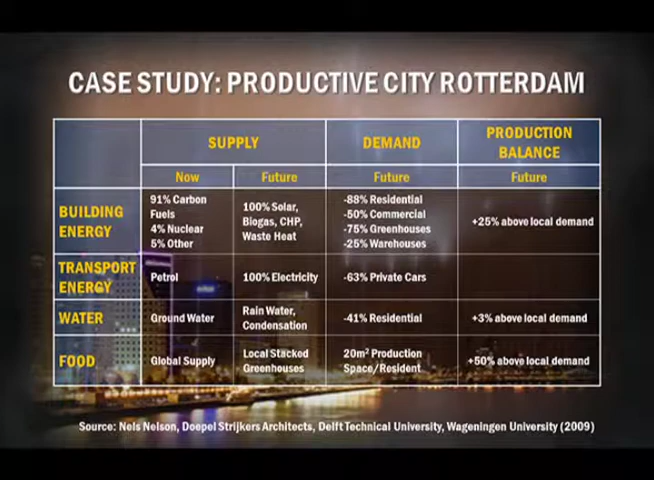 CASE STUDY: PRODUCTIVE CITY ROTTERDAM
SUPPLY
DEMAND
PRODUCTION
BALANCE
Now
Future
Future
Future
BUILDING
ENERGY
91% Carbon
Fuels
4% Nuclear
5% Other
100% Solar,
Biogas, CHP,
Waste Heat
-88% Residential
-50% Commercial
-75% Greenhouses
-25% Warehouses
+25% above local demand
TRANSPORT
ENERGY
Petrol
100% Electricity
-63% Private Cars
WATER
Ground Water
Rain Water,
Condensation
-41% Residential
+3% above local demand
FOOD
Global Supply
Local Stacked
Greenhouses
20m² Production
Space/Resident
+50% above local demand
Source: Nels Nelson, Doepel Strijkers Architects, Delft Technical University, Wageningen University (2009)